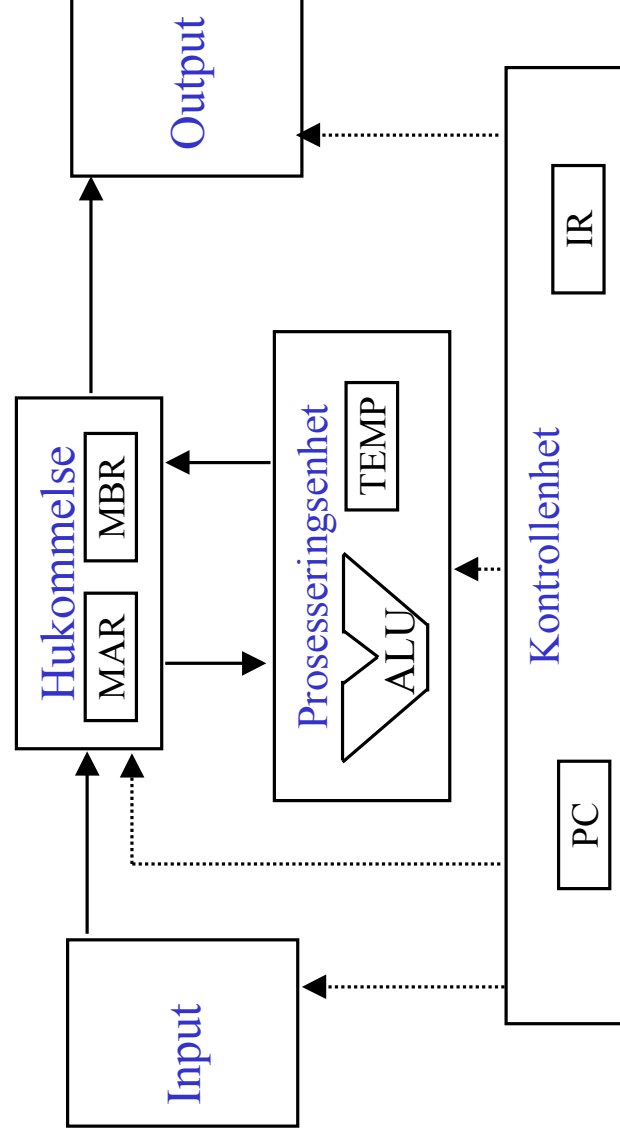 Hukommelse
MAR
MBR
Input
Output
Prosesseringsenhet
ALU
TEMP
Kontrollenhet
PC
IR